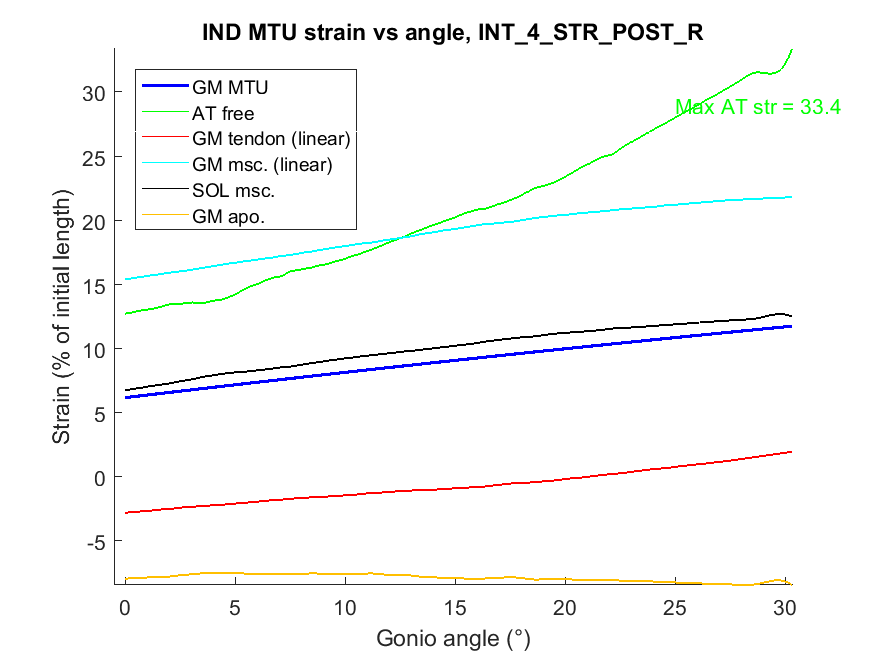 IND MTU strain vs angle, INT_4_STR_POST_R
GM MTU
AT free
GM tendon (linear)
GM msc. (linear)
SOL msc.
GM apo.
Max AT str = 33.4
Strain (% of initial length)
30
25
20
15
10
5
0
-5
0 5 10 15 20 25 30
Gonio angle (°)